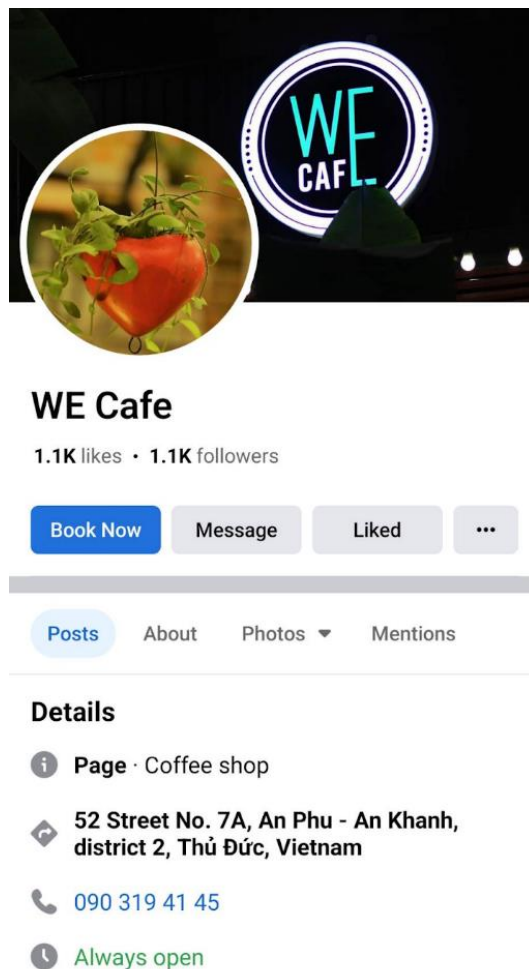 WE
CAF
WE Cafe
1.1K likes • 1.1K followers
Book Now Message Liked ...
Posts About Photos Mentions
Details
Page · Coffee shop
52 Street No. 7A, An Phu - An Khanh,
district 2, Thủ Đức, Vietnam
090 319 41 45
Always open